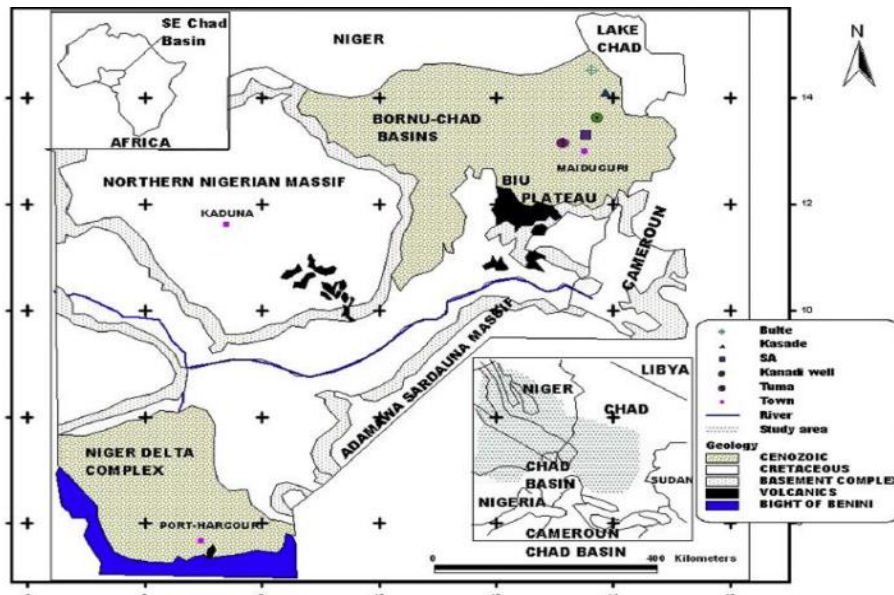 SE Chad
Basin
AFRICA
NIGER
LAKE
CHAD
N
14
BORNU-CHAD
BASINS
MAIDUGURI
NORTHERN NIGERIAN MASSIF
KADUNA
BIU
PLATEAU
12
CAMEROUN
10
ADAMAWA SARDAUNA MASSIF
NIGER DELTA
COMPLEX
PORT-HARCOURT
NIGER
LIBYA
CHAD
CHAD
BASIN
SUDAN
NIGERIA
CAMEROUN
CHAD BASIN
0
400 Kilometers
Bulte
Kasade
SA
Kanadi well
Tuma
Town
River
Study area
Geology
CENOZOIC
CRETACEOUS
BASEMENT COMPLEX
VOLCANICS
BIGHT OF BENINI